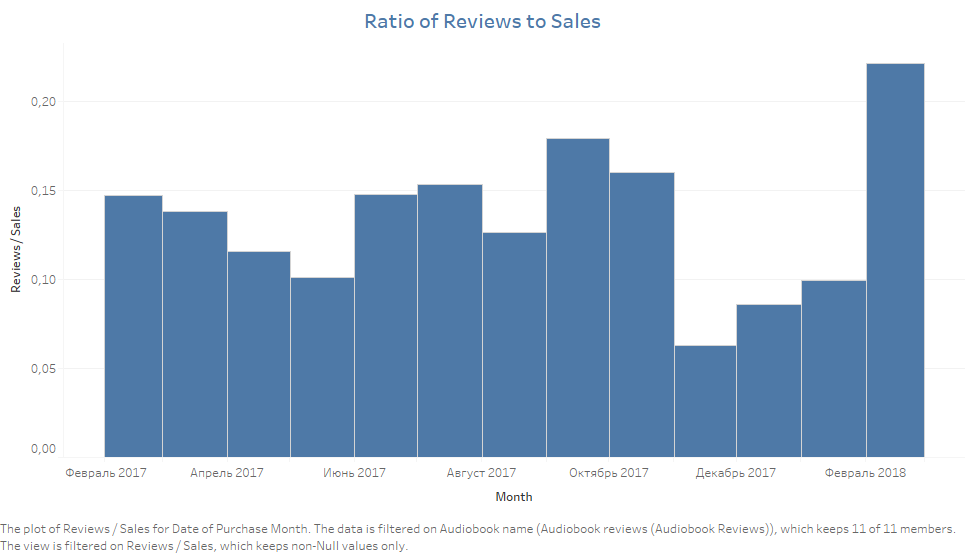 Ratio of Reviews to Sales
0,20
0,15
0,10
0,05
0,00
Reviews / Sales
Февраль 2017 Апрель 2017 Июнь 2017 Август 2017 Октябрь 2017 Декабрь 2017 Февраль 2018
Month
The plot of Reviews / Sales for Date of Purchase Month. The data is filtered on Audiobook name (Audiobook reviews (Audiobook Reviews)), which keeps 11 of 11 members.
The view is filtered on Reviews / Sales, which keeps non-Null values only.